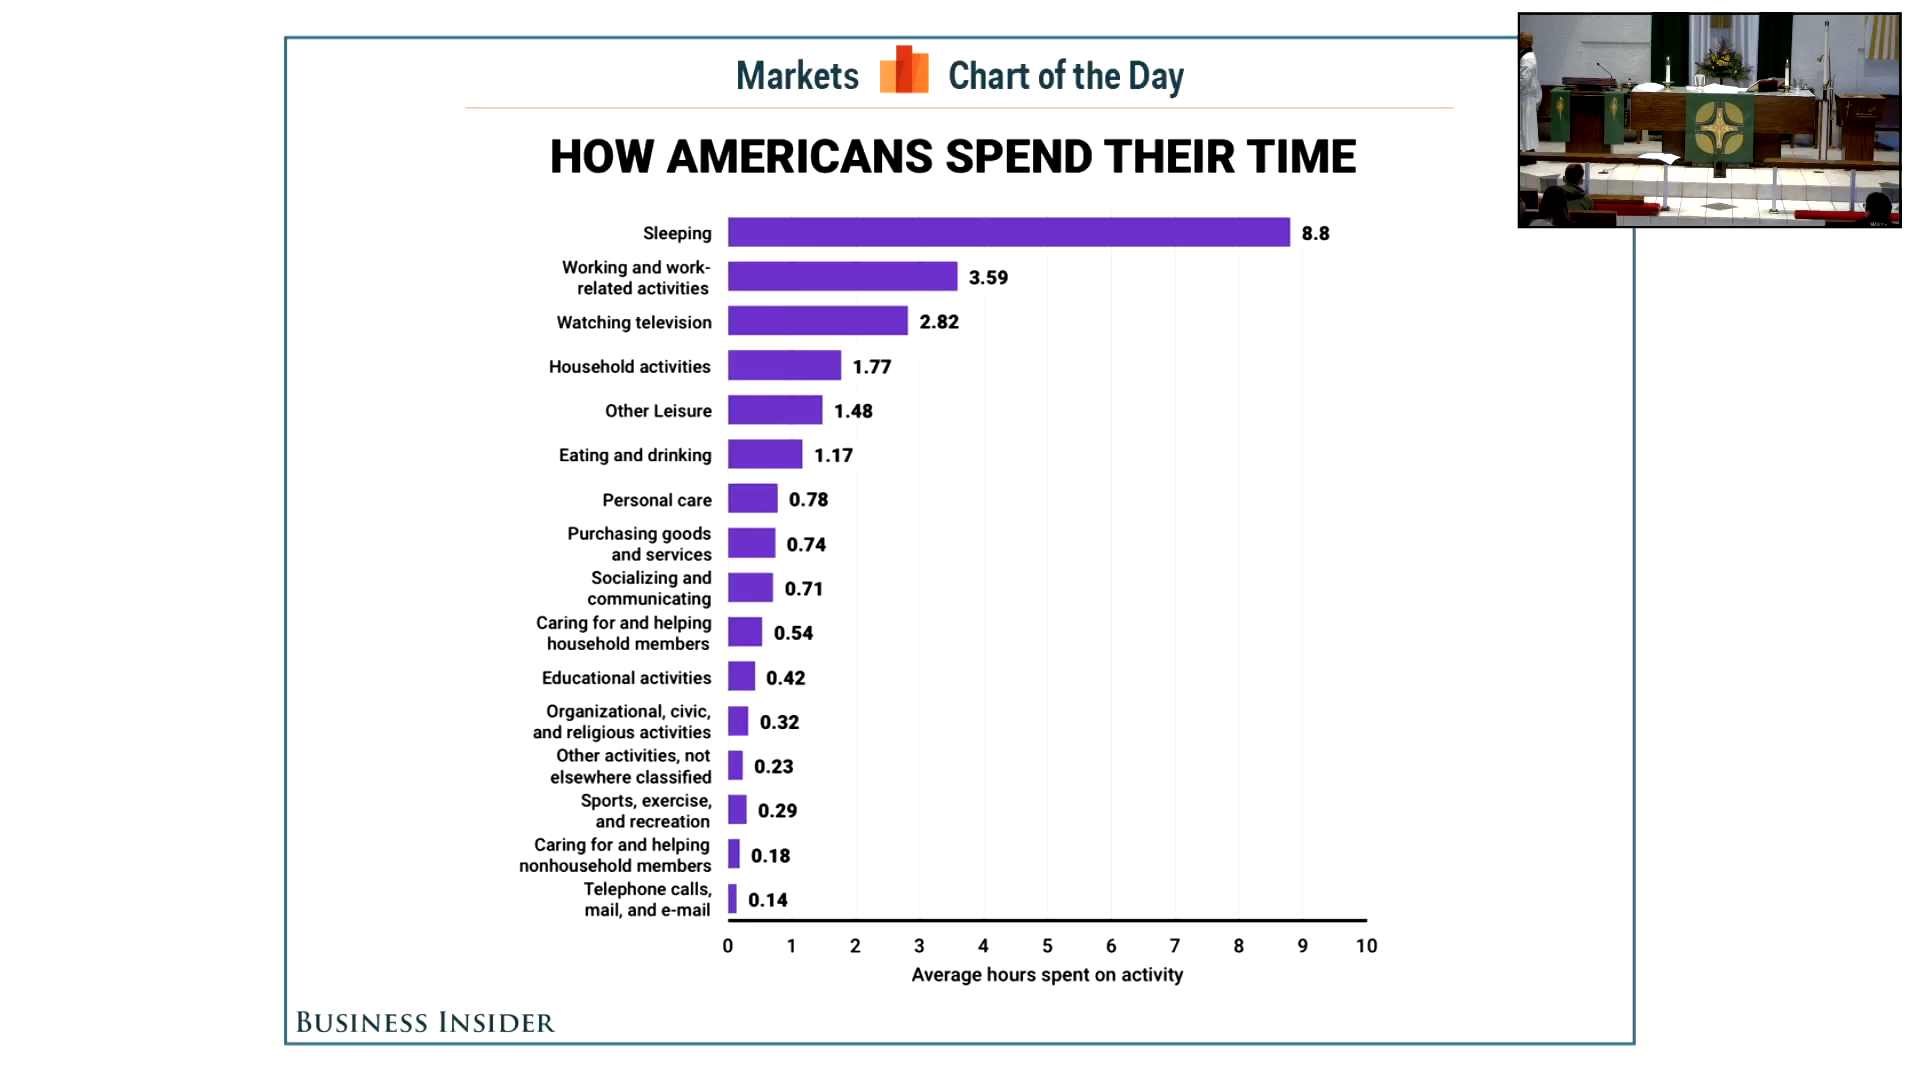 Markets Chart of the Day
HOW AMERICANS SPEND THEIR TIME
Sleeping 8.8
Working and work-
related activities 3.59
Watching television 2.82
Household activities 1.77
Other Leisure 1.48
Eating and drinking 1.17
Personal care 0.78
Purchasing goods
and services 0.74
Socializing and
communicating 0.71
Caring for and helping
household members 0.54
Educational activities 0.42
Organizational, civic,
and religious activities 0.32
Other activities, not
elsewhere classified 0.23
Sports, exercise,
and recreation 0.29
Caring for and helping
nonhousehold members 0.18
Telephone calls,
mail, and e-mail 0.14
0 1 2 3 4 5 6 7 8 9 10
Average hours spent on activity
BUSINESS INSIDER